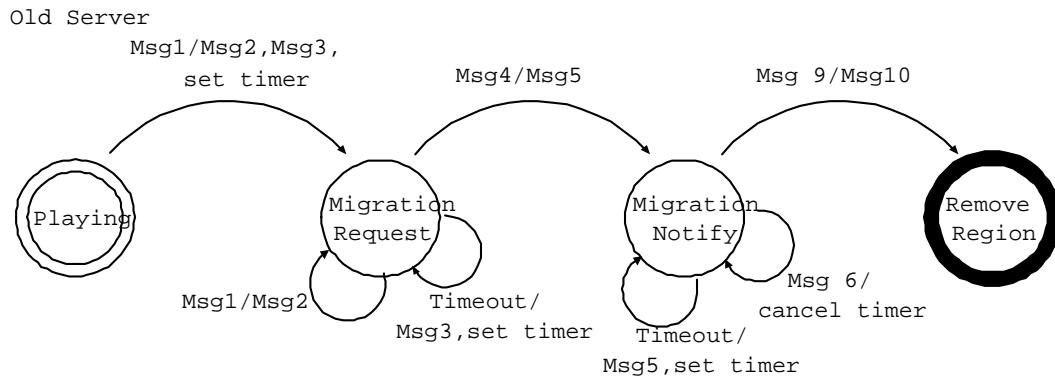 Old Server
Msg1/Msg2,Msg3,
set timer
Msg4/Msg5
Msg 9/Msg10
Playing
Migration
Request
Migration
Notify
Remove
Region
Msg1/Msg2
Timeout/
Msg3,set timer
Msg 6/
cancel timer
Timeout/
Msg5,set timer